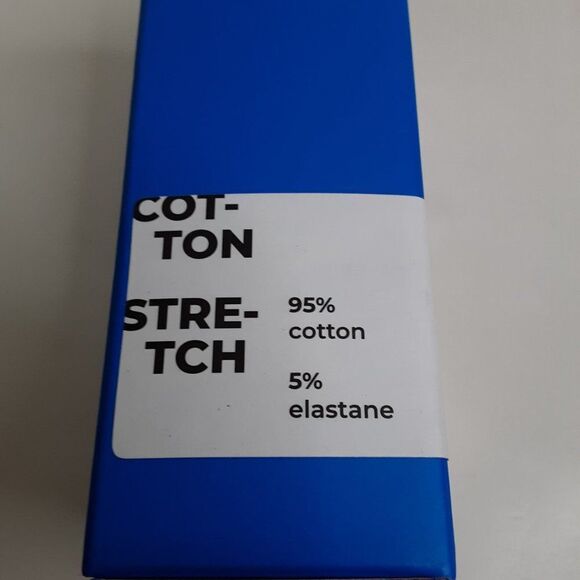 COT-
TON
STRE-
TCH
95%
cotton
5%
elastane